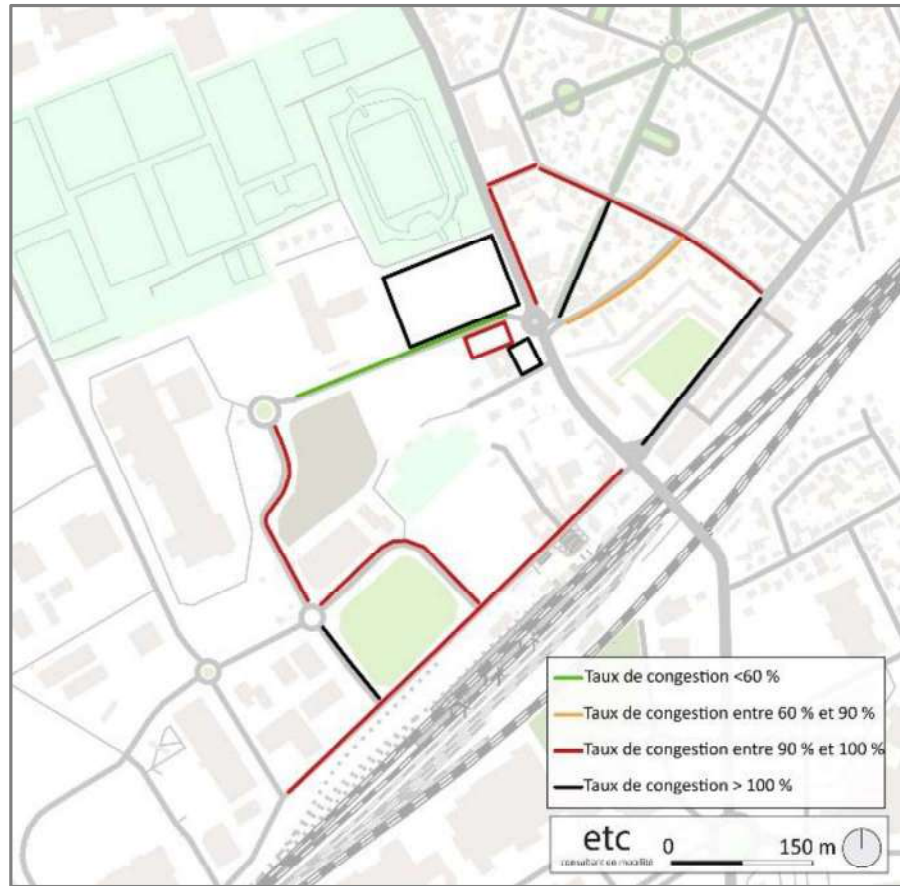 Taux de congestion <60 %
Taux de congestion entre 60 % et 90 %
Taux de congestion entre 90 % et 100 %
Taux de congestion > 100 %
etc
consultant en mobilité
0 150 m